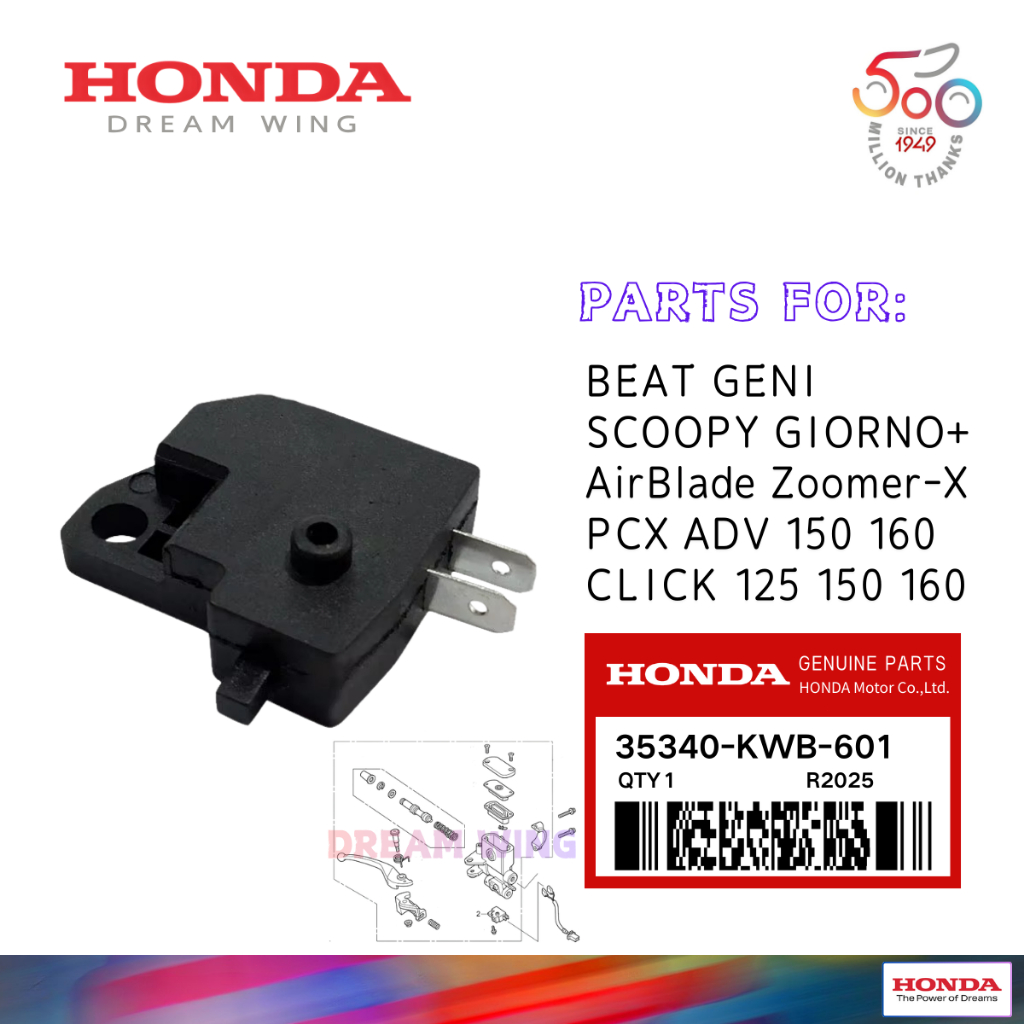 HONDA
DREAM WING
500
MILLION THANKS
SINCE
1949
PARTS FOR:
BEAT GENI
SCOOPY GIORNO+
AirBlade Zoomer-X
PCX ADV 150 160
CLICK 125 150 160
HONDA GENUINE PARTS
HONDA Motor Co.,Ltd.
35340-KWB-601
QTY 1 R2025
DREAM WING
2
HONDA
The Power of Dreams